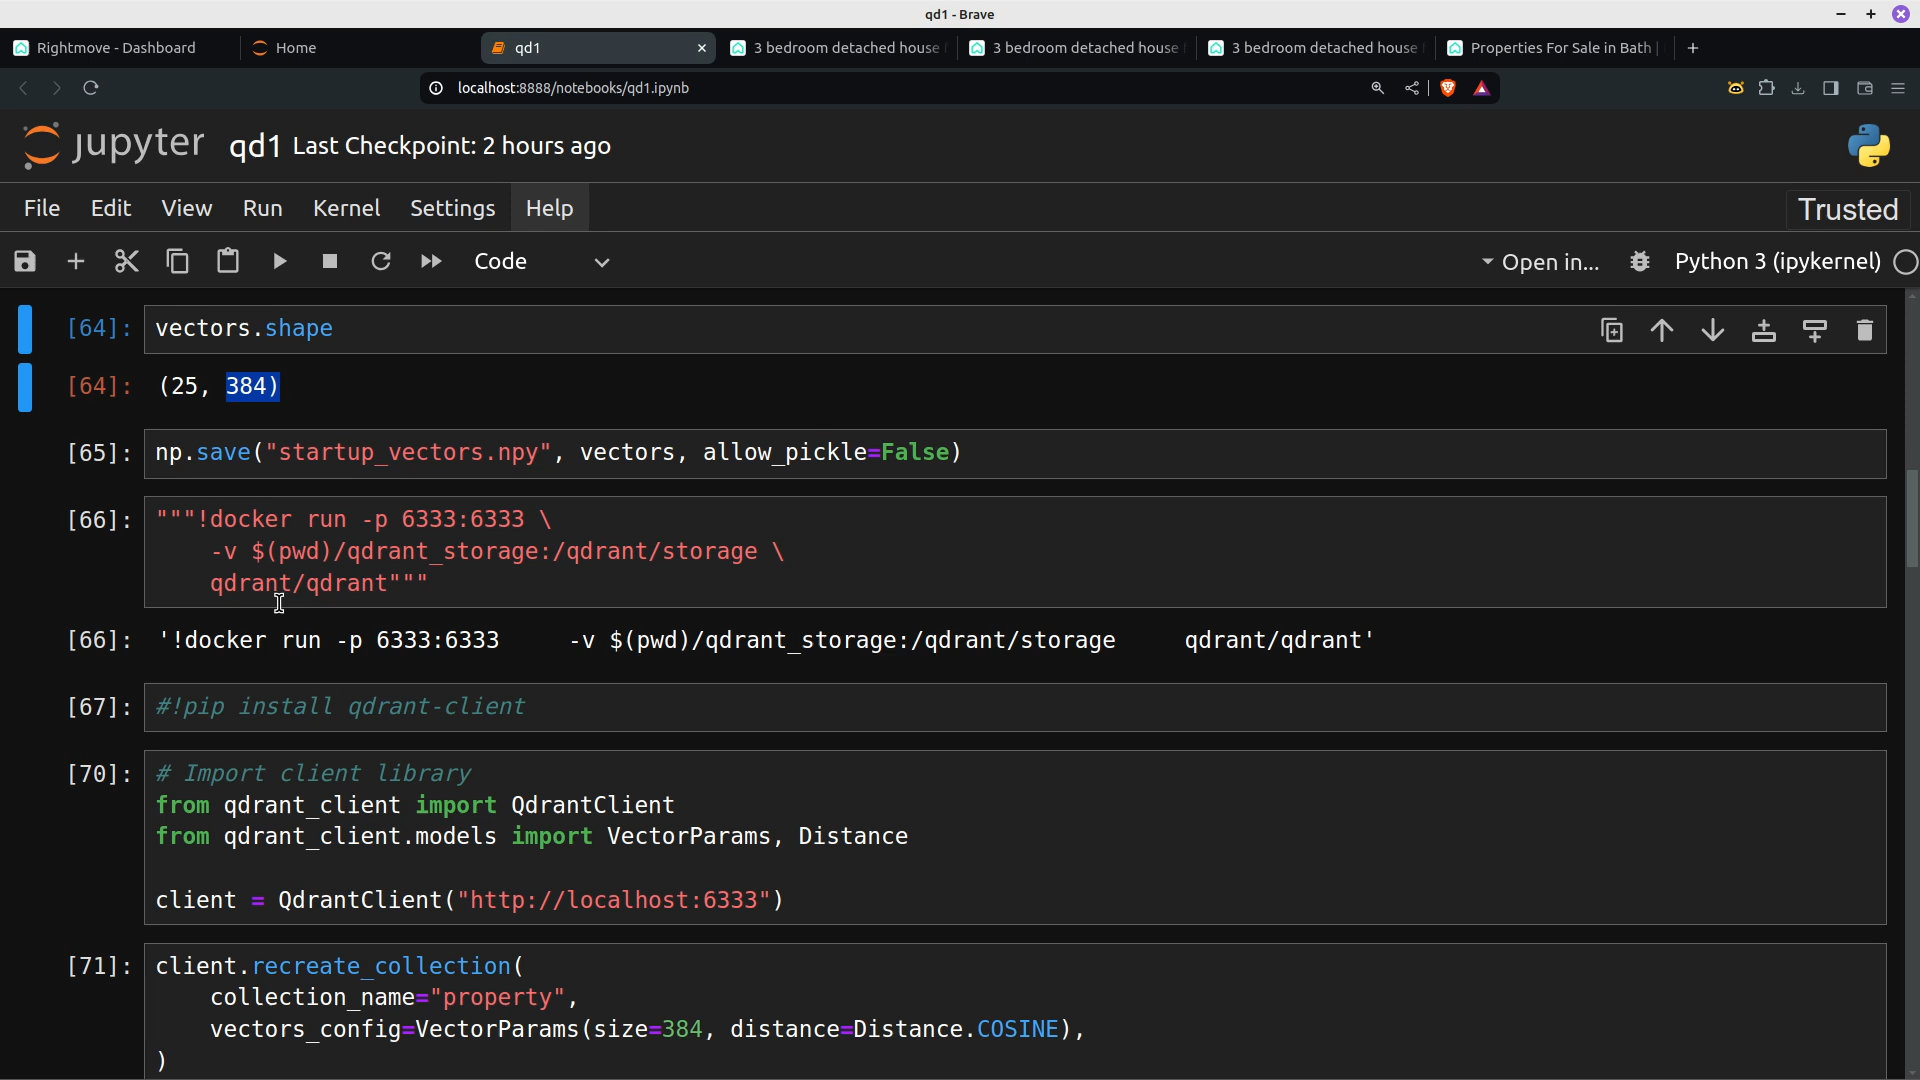 qd1 - Brave
Rightmove - Dashboard
Home
qd1
3 bedroom detached house
3 bedroom detached house
3 bedroom detached house
Properties For Sale in Bath |
localhost:8888/notebooks/qd1.ipynb
jupyter qd1 Last Checkpoint: 2 hours ago
File Edit View Run Kernel Settings Help Trusted
Code Open in... Python 3 (ipykernel)
[64]: vectors.shape
[64]: (25, 384)
[65]: np.save("startup_vectors.npy", vectors, allow_pickle=False)
[66]: """!docker run -p 6333:6333 \
-v $(pwd)/qdrant_storage:/qdrant/storage \
qdrant/qdrant"""
[66]: '!docker run -p 6333:6333     -v $(pwd)/qdrant_storage:/qdrant/storage     qdrant/qdrant'
[67]: #!pip install qdrant-client
[70]: # Import client library
from qdrant_client import QdrantClient
from qdrant_client.models import VectorParams, Distance
client = QdrantClient("http://localhost:6333")
[71]: client.recreate_collection(
collection_name="property",
vectors_config=VectorParams(size=384, distance=Distance.COSINE),
)